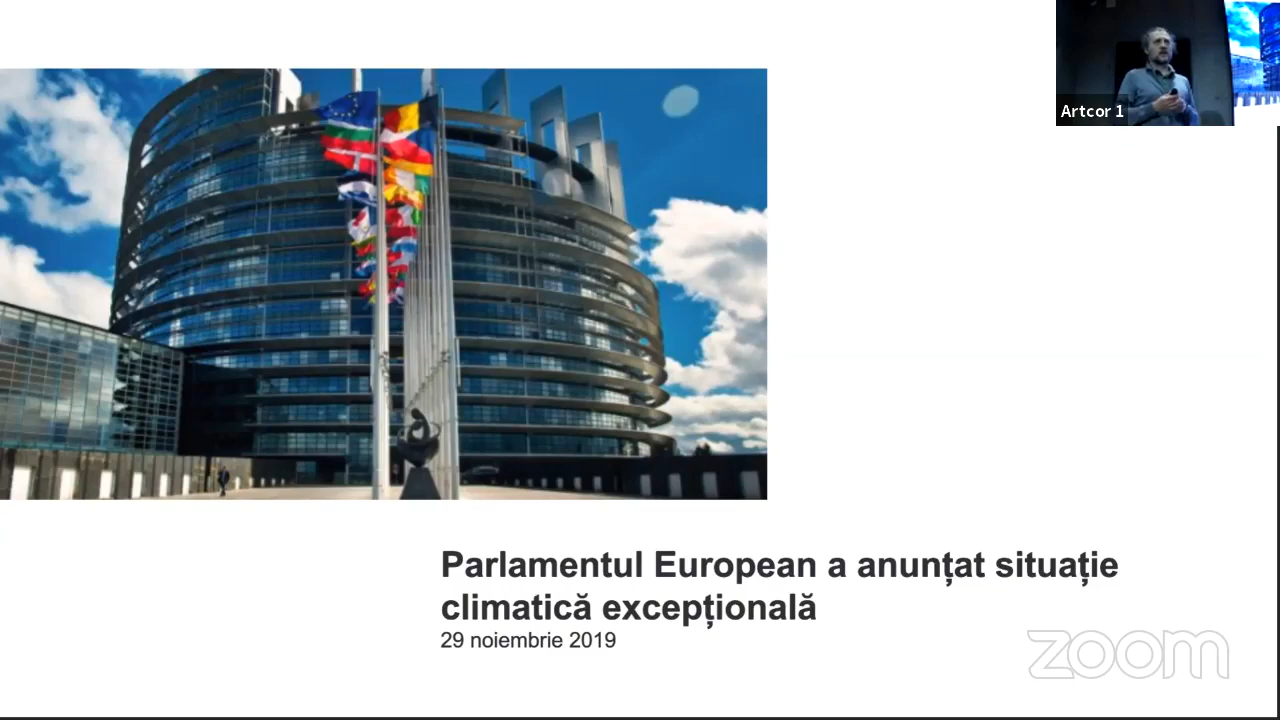 Artcor 1
Parlamentul European a anunțat situație
climatică excepțională
29 noiembrie 2019
zoom